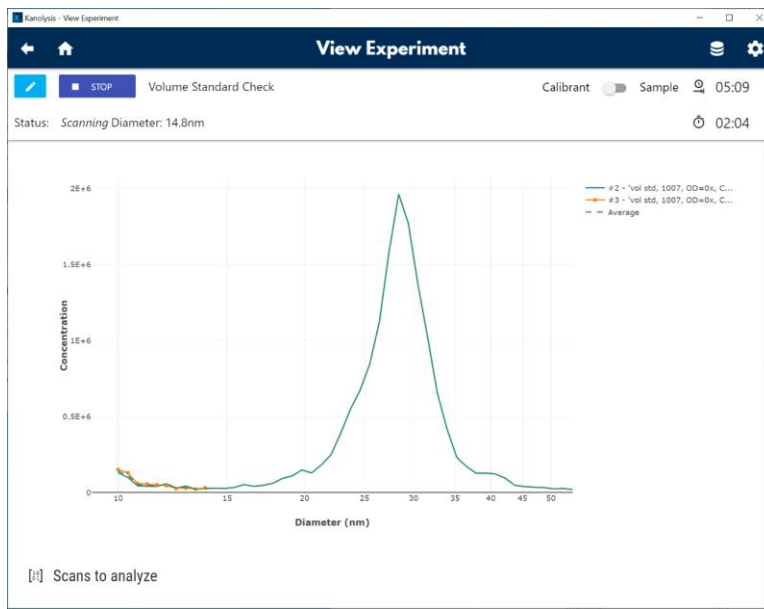 Kanolysis - View Experiment
View Experiment
STOP
Volume Standard Check
Calibrant
Sample
05:09
Status: Scanning Diameter: 14.8nm
02:04
2E+6
1.5E+6
1E+6
0.5E+6
0
Concentration
10
15
20
25
30
35
40
45
50
Diameter (nm)
#2 - 'vol std, 1007, OD=0x, C...
#3 - 'vol std, 1007, OD=0x, C...
Average
Scans to analyze